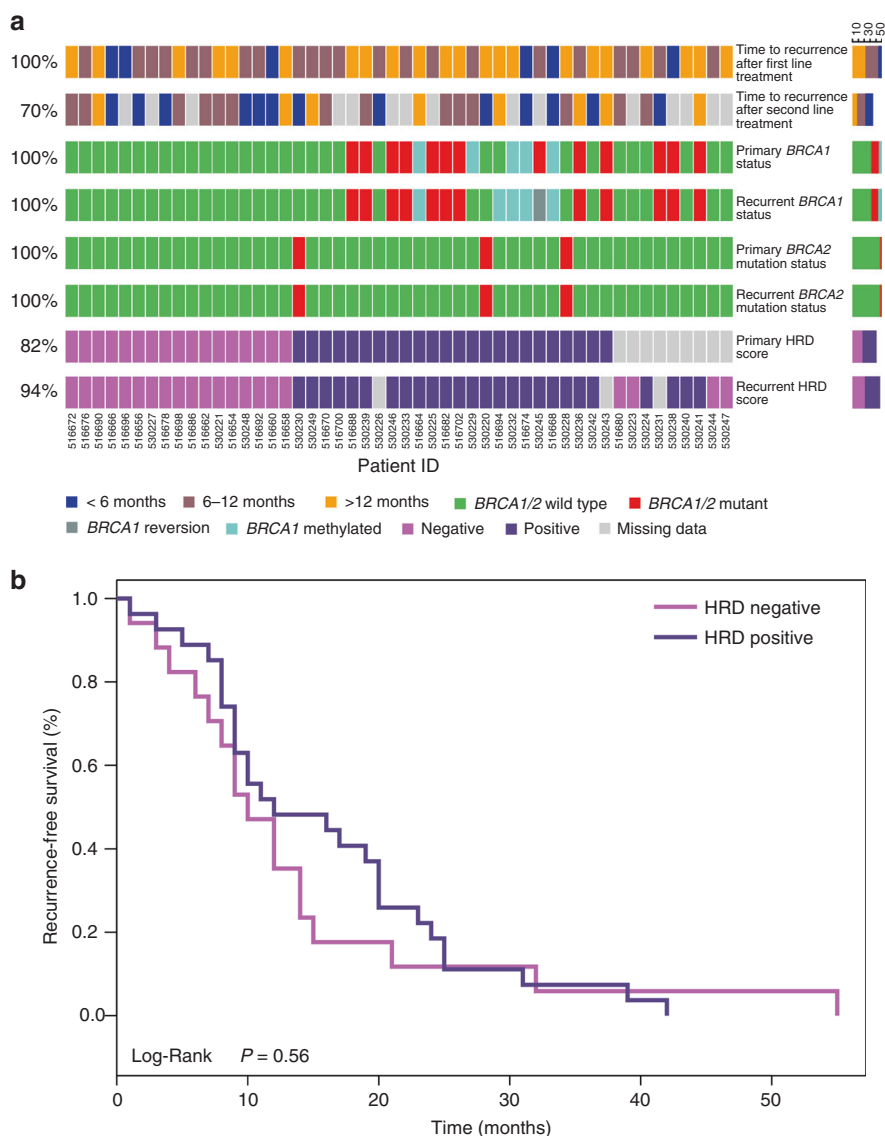 a
10
30
50
100%
Time to recurrence
after first line
treatment
70%
Time to recurrence
after second line
treatment
100%
Primary BRCA1
status
100%
Recurrent BRCA1
status
100%
Primary BRCA2
mutation status
100%
Recurrent BRCA2
mutation status
82%
Primary HRD
score
94%
Recurrent HRD
score
516672
516676
516690
516666
516696
516656
530227
516678
516698
516686
516662
530221
516654
530248
516692
516660
516658
530230
530249
516670
516700
516688
530239
530226
530246
530233
516664
530225
516682
516702
530229
530220
516694
530232
516674
530245
516668
530228
530236
530242
530243
516680
530223
530224
530231
530238
530240
530241
530244
530247
Patient ID
< 6 months 6–12 months >12 months BRCA1/2 wild type BRCA1/2 mutant
BRCA1 reversion BRCA1 methylated Negative Positive Missing data
b
HRD negative
HRD positive
Recurrence-free survival (%)
1.0
0.8
0.6
0.4
0.2
0.0
Log-Rank P = 0.56
0 10 20 30 40 50
Time (months)